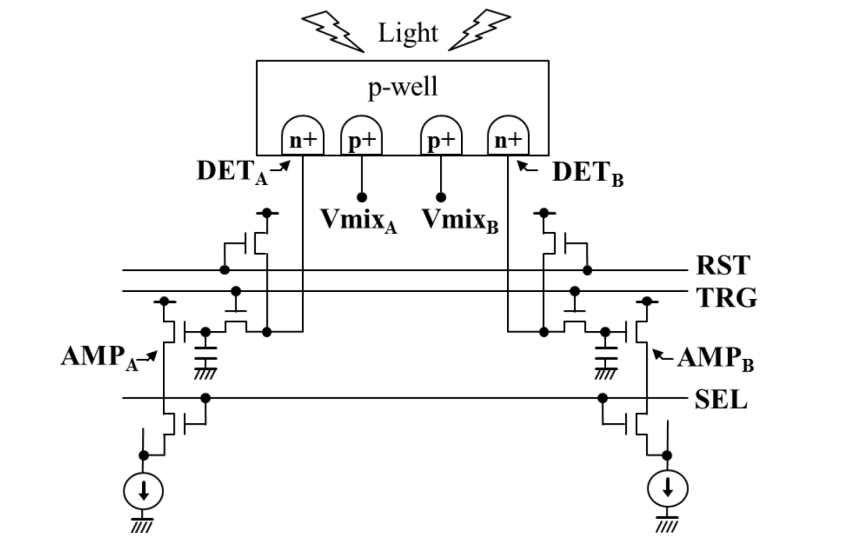 Light
p-well
n+ p+ p+ n+
DET_A DET_B
Vmix_A Vmix_B
RST
TRG
AMP_A AMP_B
SEL